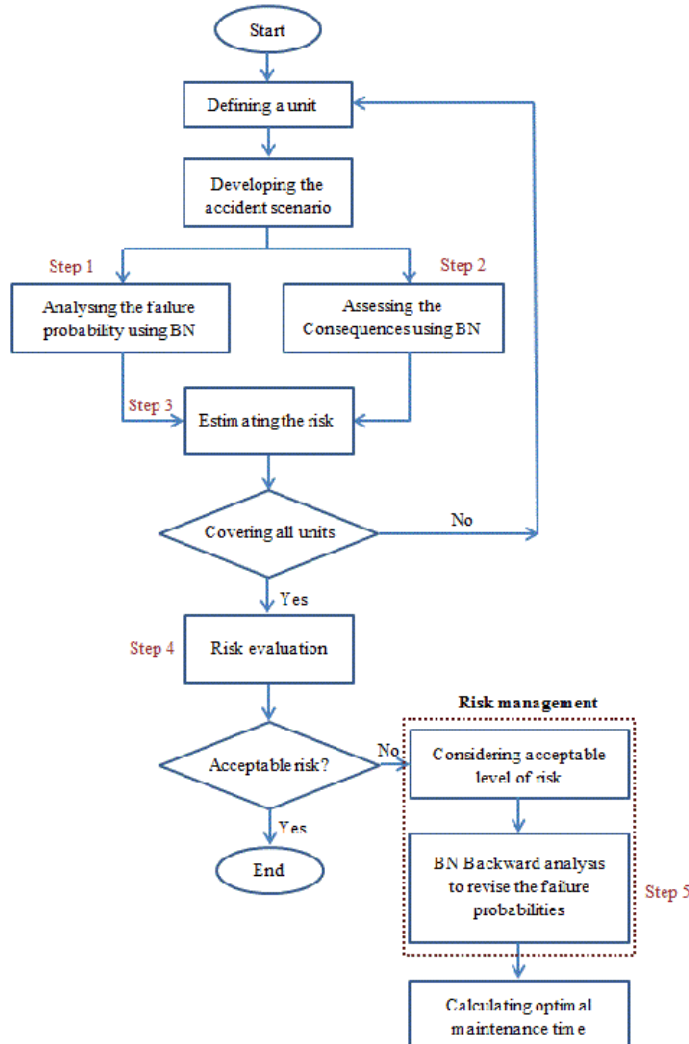 Start
Defining a unit
Developing the
accident scenario
Step 1
Step 2
Analysing the failure
probability using BN
Assessing the
Consequences using BN
Step 3
Estimating the risk
Covering all units
No
Yes
Step 4
Risk evaluation
Risk management
Acceptable risk?
No
Considering acceptable
level of risk
Yes
End
BN Backward analysis
to revise the failure
probabilities
Step 5
Calculating optimal
maintenance time